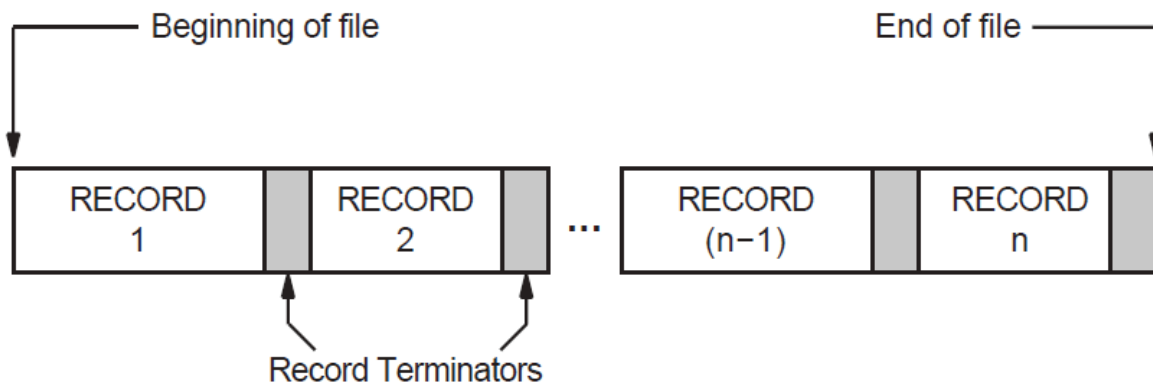 Beginning of file
End of file
RECORD
1
RECORD
2
...
RECORD
(n−1)
RECORD
n
Record Terminators